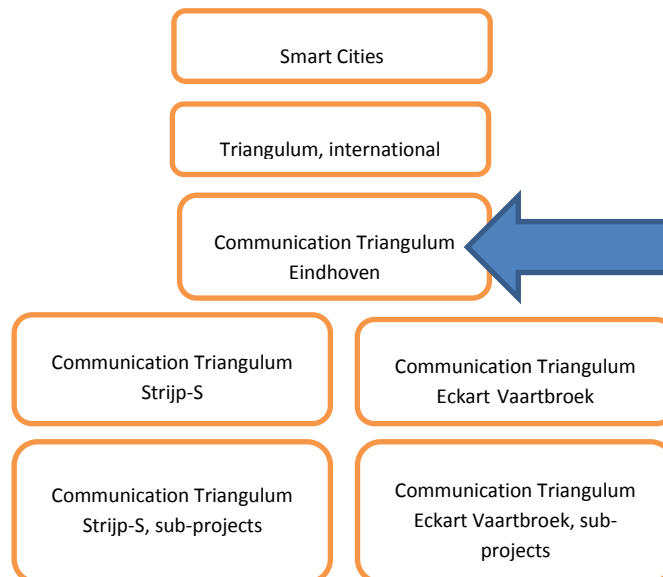 Smart Cities
Triangulum, international
Communication Triangulum
Eindhoven
Communication Triangulum
Strijp-S
Communication Triangulum
Eckart Vaartbroek
Communication Triangulum
Strijp-S, sub-projects
Communication Triangulum
Eckart Vaartbroek, sub-
projects